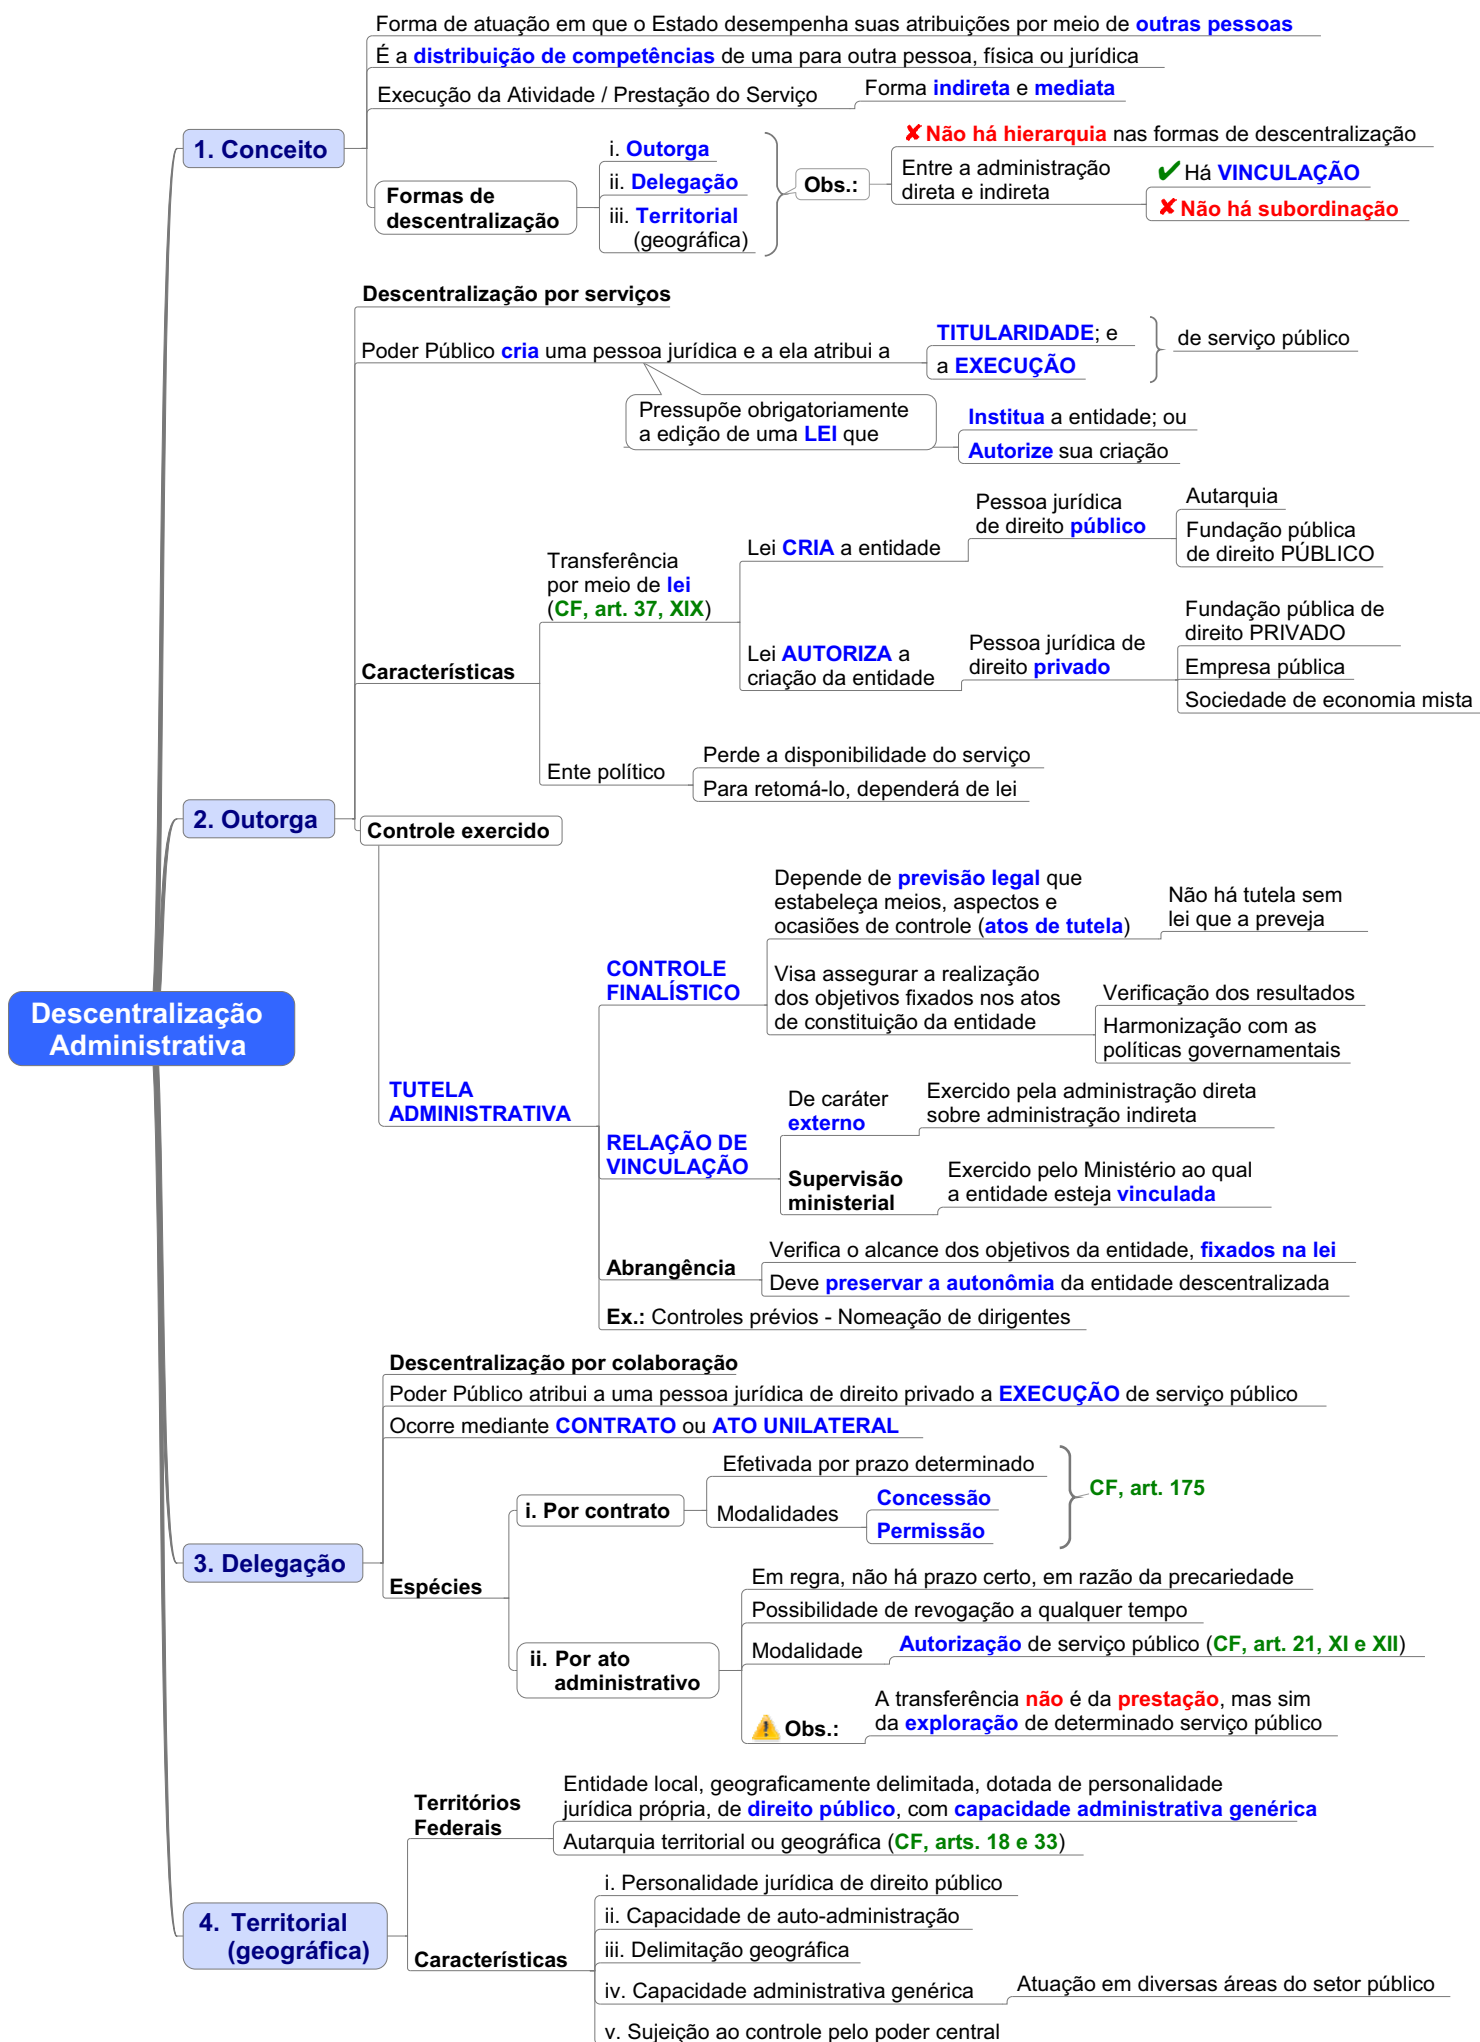 Descentralização
Administrativa
1. Conceito
Forma de atuação em que o Estado desempenha suas atribuições por meio de outras pessoas
É a distribuição de competências de uma para outra pessoa, física ou jurídica
Execução da Atividade / Prestação do Serviço
Forma indireta e mediata
Formas de
descentralização
i. Outorga
ii. Delegação
iii. Territorial
(geográfica)
Obs.:
✘ Não há hierarquia nas formas de descentralização
Entre a administração
direta e indireta
✔ Há VINCULAÇÃO
✘ Não há subordinação
2. Outorga
Descentralização por serviços
Poder Público cria uma pessoa jurídica e a ela atribui a
TITULARIDADE; e
a EXECUÇÃO
de serviço público
Pressupõe obrigatoriamente
a edição de uma LEI que
Institua a entidade; ou
Autorize sua criação
Características
Transferência
por meio de lei
(CF, art. 37, XIX)
Lei CRIA a entidade
Pessoa jurídica
de direito público
Autarquia
Fundação pública
de direito PÚBLICO
Lei AUTORIZA a
criação da entidade
Pessoa jurídica de
direito privado
Fundação pública de
direito PRIVADO
Empresa pública
Sociedade de economia mista
Ente político
Perde a disponibilidade do serviço
Para retomá-lo, dependerá de lei
Controle exercido
TUTELA
ADMINISTRATIVA
CONTROLE
FINALÍSTICO
Depende de previsão legal que
estabeleça meios, aspectos e
ocasiões de controle (atos de tutela)
Não há tutela sem
lei que a preveja
Visa assegurar a realização
dos objetivos fixados nos atos
de constituição da entidade
Verificação dos resultados
Harmonização com as
políticas governamentais
RELAÇÃO DE
VINCULAÇÃO
De caráter
externo
Exercido pela administração direta
sobre administração indireta
Supervisão
ministerial
Exercido pelo Ministério ao qual
a entidade esteja vinculada
Abrangência
Verifica o alcance dos objetivos da entidade, fixados na lei
Deve preservar a autonômia da entidade descentralizada
Ex.: Controles prévios - Nomeação de dirigentes
3. Delegação
Descentralização por colaboração
Poder Público atribui a uma pessoa jurídica de direito privado a EXECUÇÃO de serviço público
Ocorre mediante CONTRATO ou ATO UNILATERAL
Espécies
i. Por contrato
Efetivada por prazo determinado
Modalidades
Concessão
Permissão
CF, art. 175
ii. Por ato
administrativo
Em regra, não há prazo certo, em razão da precariedade
Possibilidade de revogação a qualquer tempo
Modalidade
Autorização de serviço público (CF, art. 21, XI e XII)
Obs.:
A transferência não é da prestação, mas sim
da exploração de determinado serviço público
4. Territorial
(geográfica)
Territórios
Federais
Entidade local, geograficamente delimitada, dotada de personalidade
jurídica própria, de direito público, com capacidade administrativa genérica
Autarquia territorial ou geográfica (CF, arts. 18 e 33)
Características
i. Personalidade jurídica de direito público
ii. Capacidade de auto-administração
iii. Delimitação geográfica
iv. Capacidade administrativa genérica
Atuação em diversas áreas do setor público
v. Sujeição ao controle pelo poder central